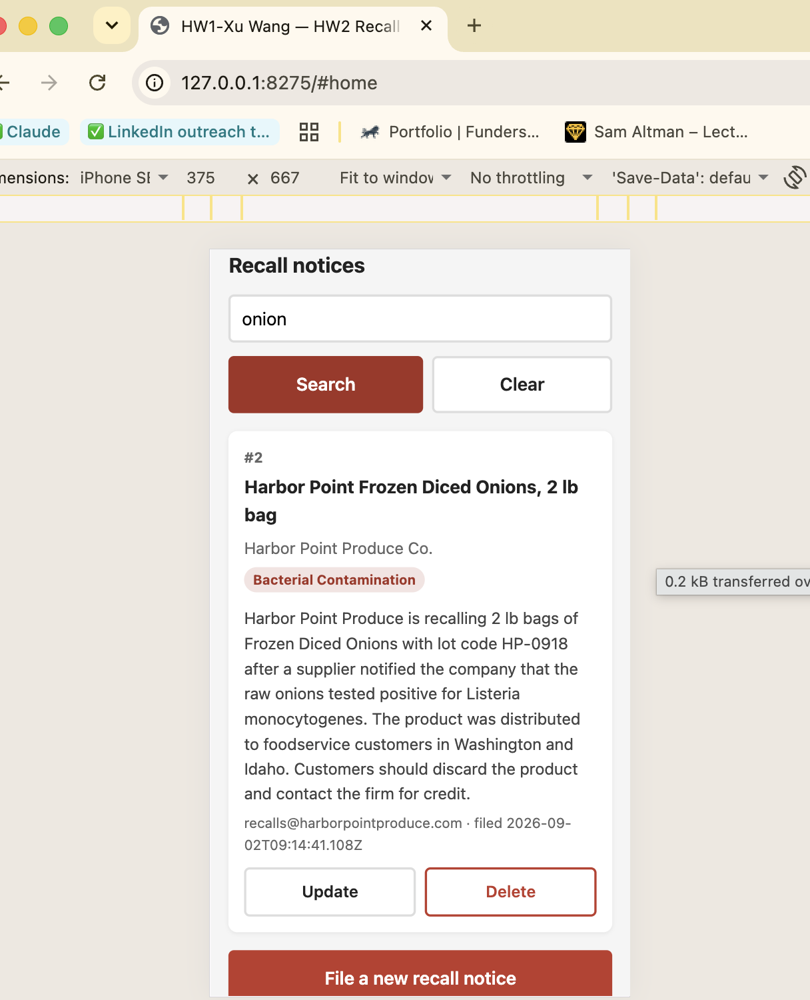 HW1-Xu Wang — HW2 Recall
127.0.0.1:8275/#home
Claude
LinkedIn outreach t...
Portfolio | Funders...
Sam Altman – Lect...
mensions: iPhone SE 375 × 667 Fit to window No throttling 'Save-Data': defau
Recall notices
onion
Search Clear
#2
Harbor Point Frozen Diced Onions, 2 lb
bag
Harbor Point Produce Co.
Bacterial Contamination
0.2 kB transferred ov
Harbor Point Produce is recalling 2 lb bags of
Frozen Diced Onions with lot code HP-0918
after a supplier notified the company that the
raw onions tested positive for Listeria
monocytogenes. The product was distributed
to foodservice customers in Washington and
Idaho. Customers should discard the product
and contact the firm for credit.
recalls@harborpointproduce.com · filed 2026-09-
02T09:14:41.108Z
Update Delete
File a new recall notice